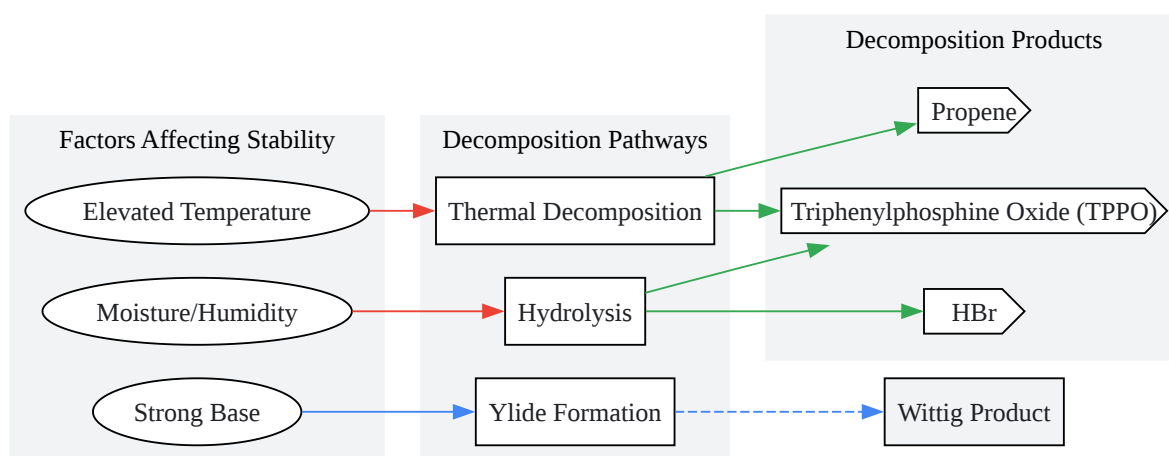 Factors Affecting Stability
Elevated Temperature
Moisture/Humidity
Strong Base
Decomposition Pathways
Thermal Decomposition
Hydrolysis
Ylide Formation
Decomposition Products
Propene
Triphenylphosphine Oxide (TPPO)
HBr
Wittig Product